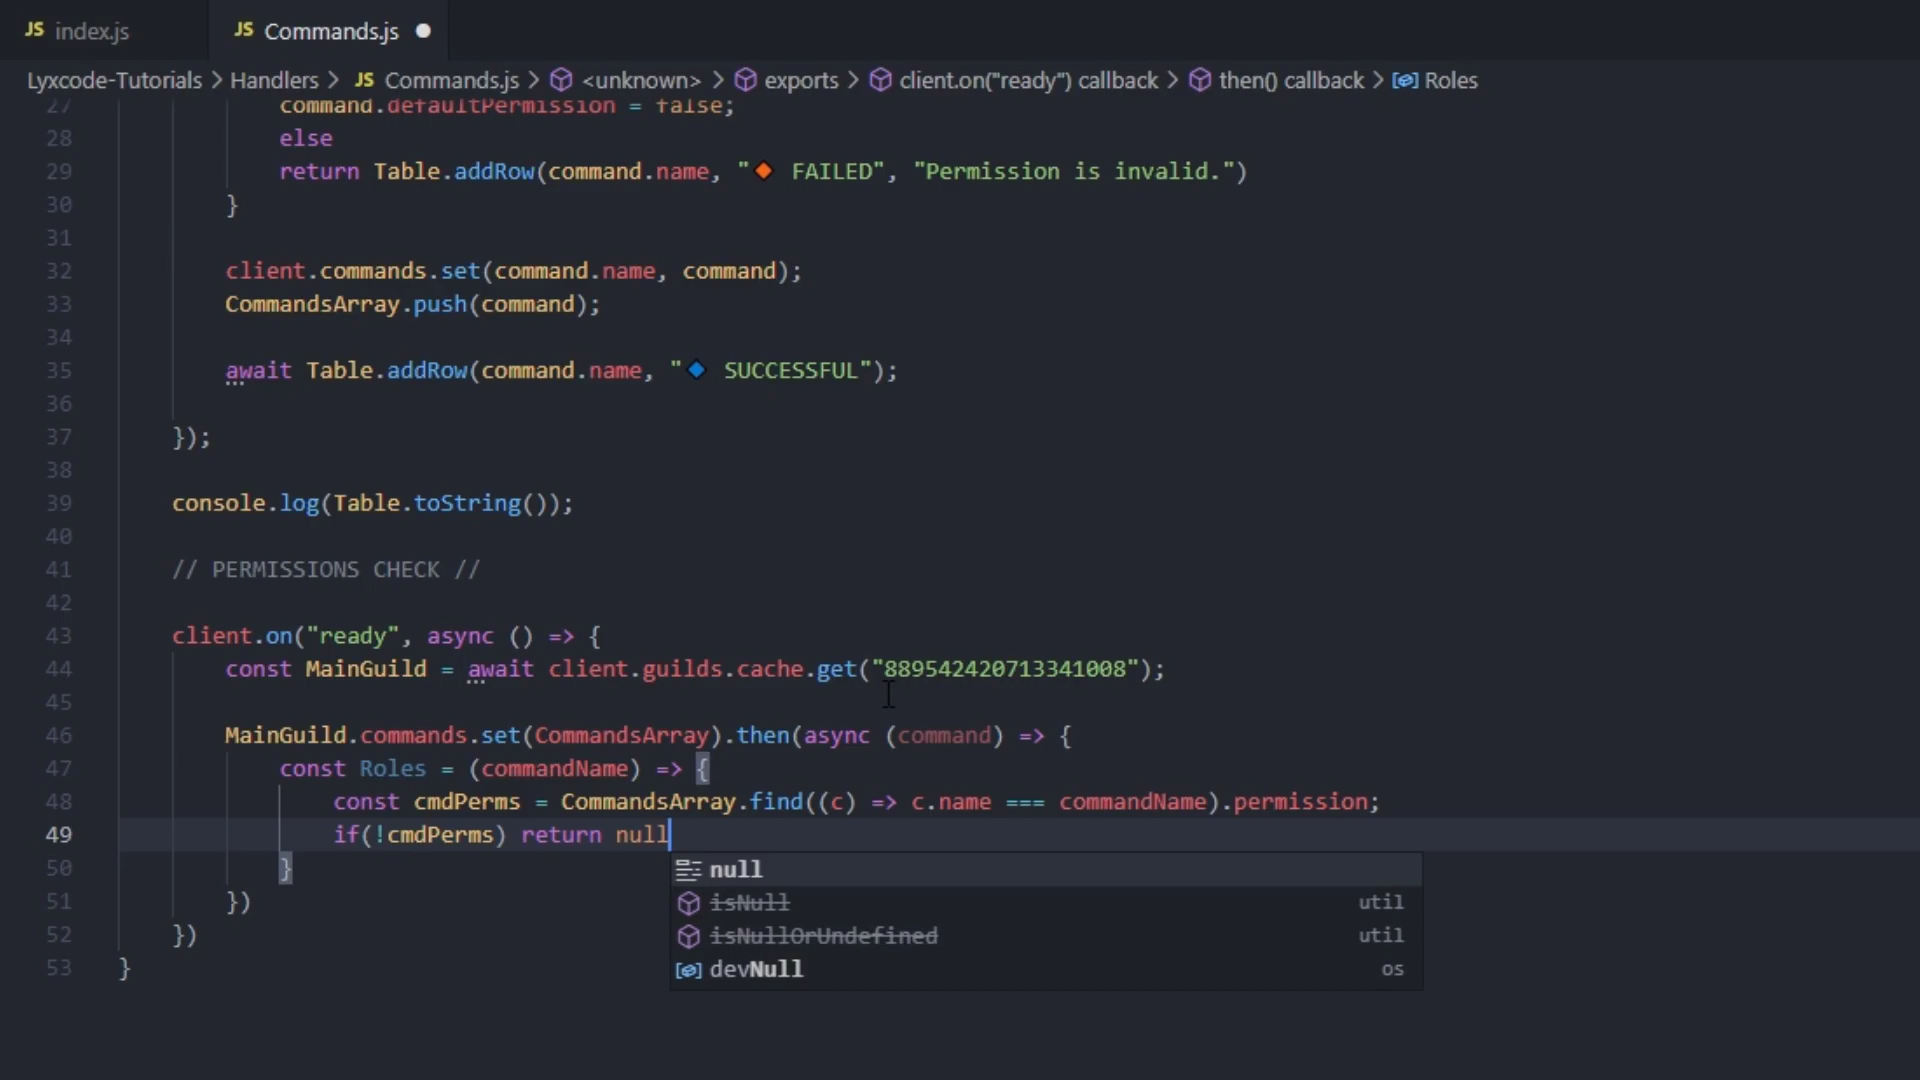 JS index.js
JS Commands.js
Lyxcode-Tutorials > Handlers > JS Commands.js > <unknown> > exports > client.on("ready") callback > then() callback > Roles
27 command.defaultPermission = false;
28 else
29 return Table.addRow(command.name, "🔸 FAILED", "Permission is invalid.")
30 }
31
32 client.commands.set(command.name, command);
33 CommandsArray.push(command);
34
35 await Table.addRow(command.name, "🔹 SUCCESSFUL");
36
37 });
38
39 console.log(Table.toString());
40
41 // PERMISSIONS CHECK //
42
43 client.on("ready", async () => {
44 const MainGuild = await client.guilds.cache.get("889542420713341008");
45
46 MainGuild.commands.set(CommandsArray).then(async (command) => {
47 const Roles = (commandName) => {
48 const cmdPerms = CommandsArray.find((c) => c.name === commandName).permission;
49 if(!cmdPerms) return null
50 }
null
51 })
isNull util
52 })
isNullOrUndefined util
53 }
devNull os